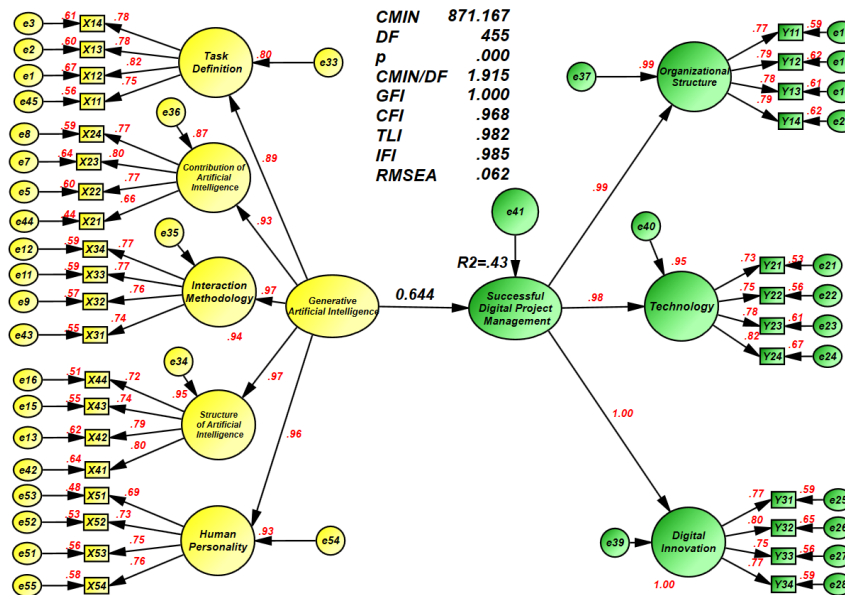 CMIN 871.167
DF 455
p .000
CMIN/DF 1.915
GFI 1.000
CFI .968
TLI .982
IFI .985
RMSEA .062
e3 .61 X14 .78
e2 .60 X13 .78
e1 .67 X12 .82
e45 .56 X11 .75
Task
Definition
.80
e33
e36
.87
e8 .59 X24 .77
e7 .64 X23 .80
e5 .60 X22 .77
e44 .44 X21 .66
Contribution of
Artificial
Intelligence
e35
e12 .59 X34 .77
e11 .59 X33 .77
e9 .57 X32 .76
e43 .55 X31 .74
Interaction
Methodology
.94
e34
.95
e16 .51 X44 .72
e15 .55 X43 .74
e13 .62 X42 .79
e42 .64 X41 .80
Structure
of Artificial
Intelligence
e53 .48 X51 .69
e52 .53 X52 .73
e51 .56 X53 .75
e55 .58 X54 .76
Human
Personality
.93
e54
.89
.93
.97
.97
.96
Generative
Artificial Intelligence
0.644
e41
R2=.43
Successful
Digital Project
Management
.99
.98
1.00
e37
.99
Organizational
Structure
.77 Y11 .59 e1
.79 Y12 .62 e1
.78 Y13 .61 e1
.79 Y14 .62 e2
e40
.95
Technology
.73 Y21 .53 e21
.75 Y22 .56 e22
.78 Y23 .61 e23
.82 Y24 .67 e24
e39
Digital
Innovation
1.00
.77 Y31 .59 e25
.80 Y32 .65 e26
.75 Y33 .56 e27
.77 Y34 .59 e28